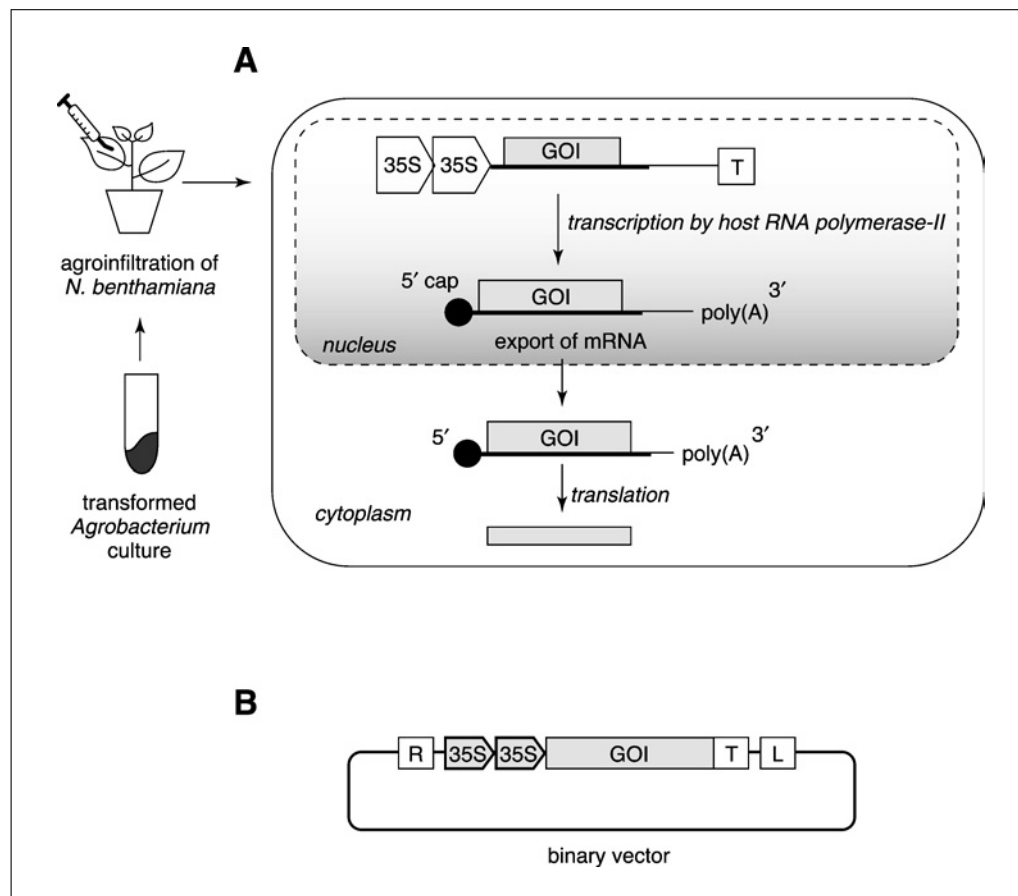 A
35S 35S GOI T
transcription by host RNA polymerase-II
5′ cap GOI poly(A) 3′
nucleus
export of mRNA
5′ GOI poly(A) 3′
translation
cytoplasm
agroinfiltration of
N. benthamiana
transformed
Agrobacterium
culture
B
R 35S 35S GOI T L
binary vector